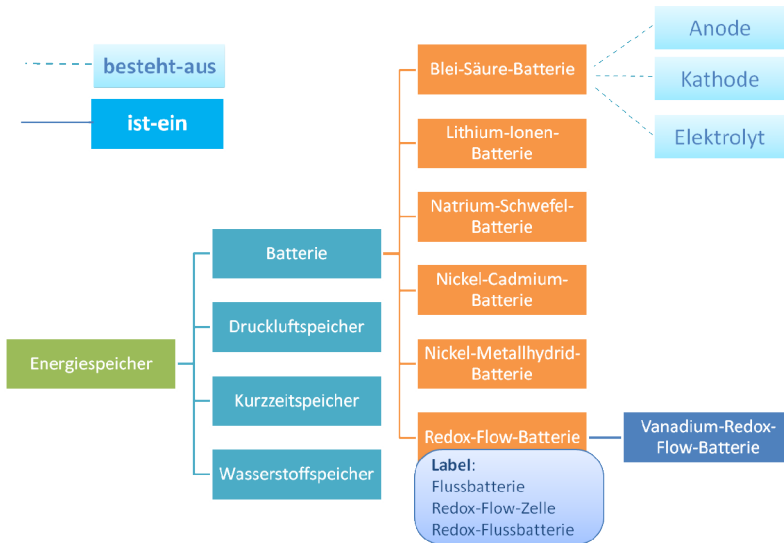 besteht-aus
ist-ein
Energiespeicher
Batterie
Druckluftspeicher
Kurzzeitspeicher
Wasserstoffspeicher
Blei-Säure-Batterie
Lithium-Ionen-
Batterie
Natrium-Schwefel-
Batterie
Nickel-Cadmium-
Batterie
Nickel-Metallhydrid-
Batterie
Redox-Flow-Batterie
Label:
Flussbatterie
Redox-Flow-Zelle
Redox-Flussbatterie
Anode
Kathode
Elektrolyt
Vanadium-Redox-
Flow-Batterie